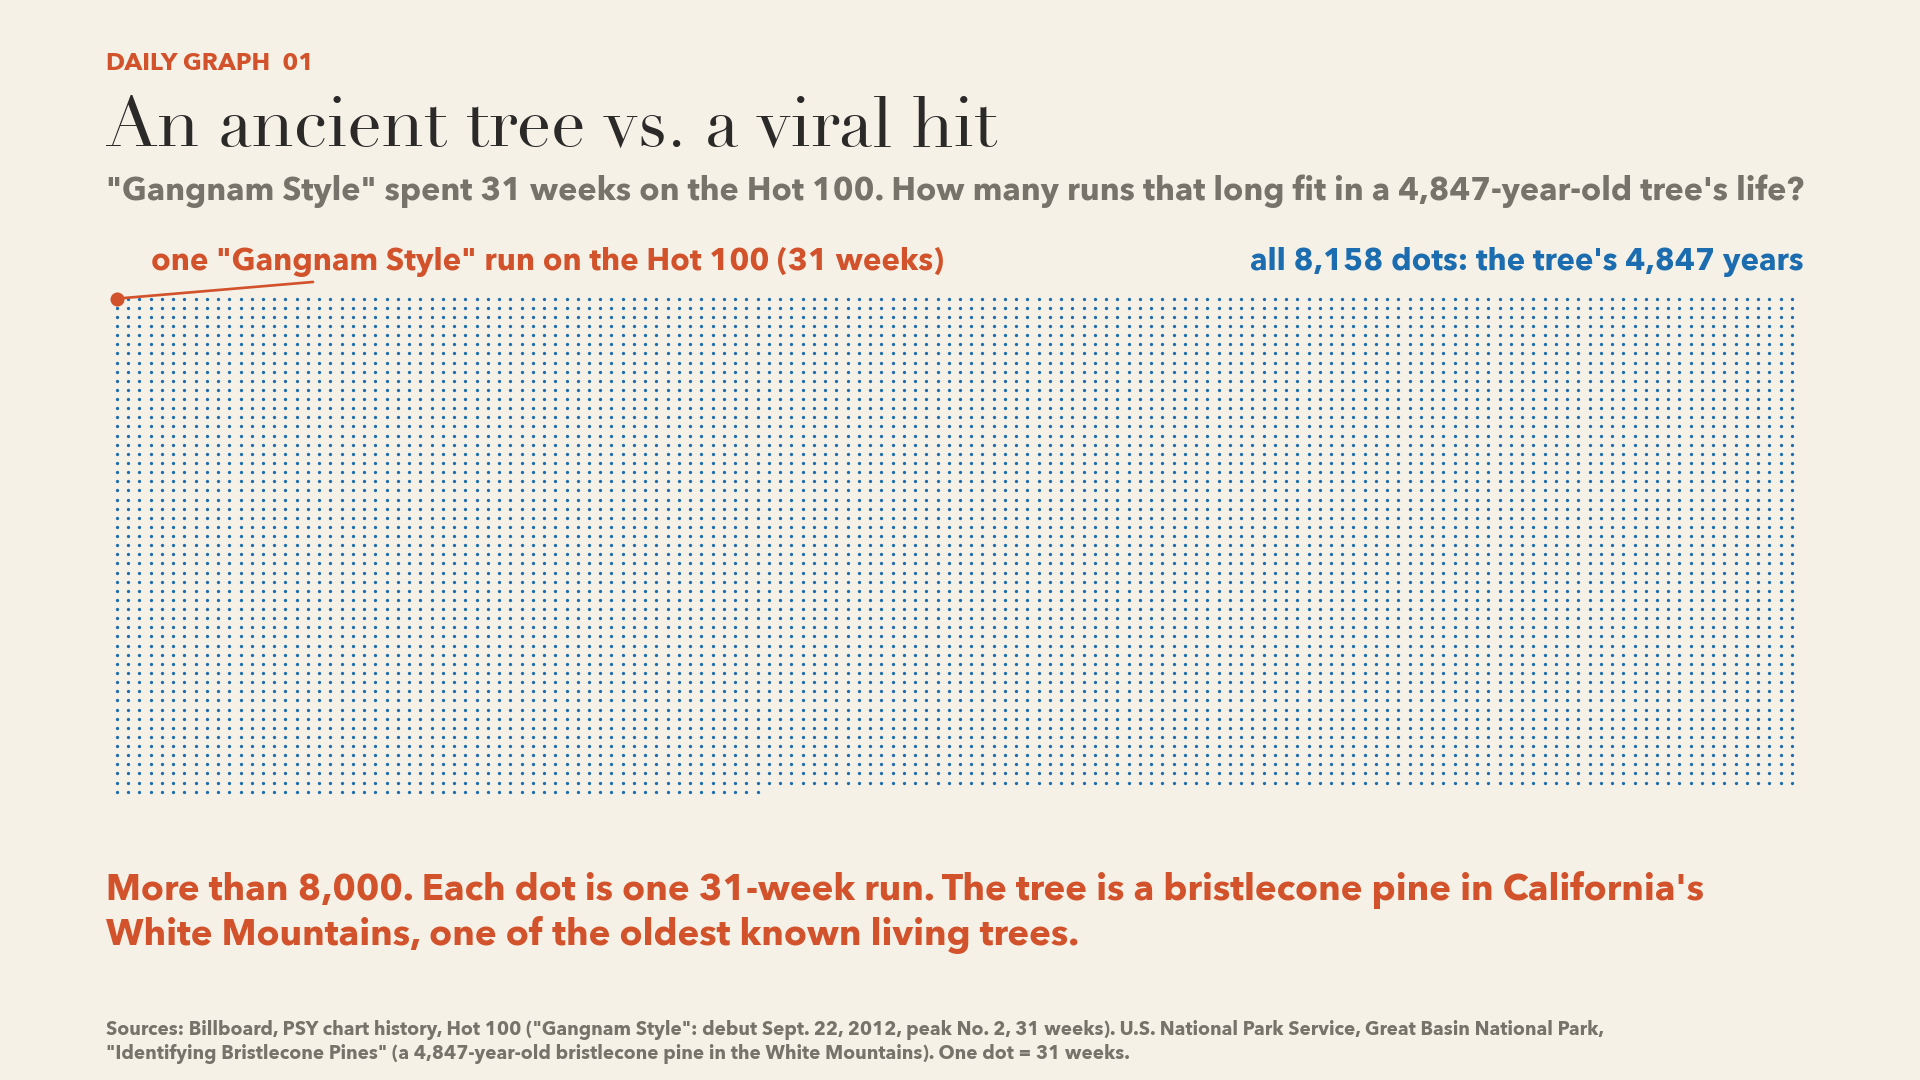 DAILY GRAPH 01
An ancient tree vs. a viral hit
"Gangnam Style" spent 31 weeks on the Hot 100. How many runs that long fit in a 4,847-year-old tree's life?
one "Gangnam Style" run on the Hot 100 (31 weeks)
all 8,158 dots: the tree's 4,847 years
More than 8,000. Each dot is one 31-week run. The tree is a bristlecone pine in California's
White Mountains, one of the oldest known living trees.
Sources: Billboard, PSY chart history, Hot 100 ("Gangnam Style": debut Sept. 22, 2012, peak No. 2, 31 weeks). U.S. National Park Service, Great Basin National Park,
"Identifying Bristlecone Pines" (a 4,847-year-old bristlecone pine in the White Mountains). One dot = 31 weeks.